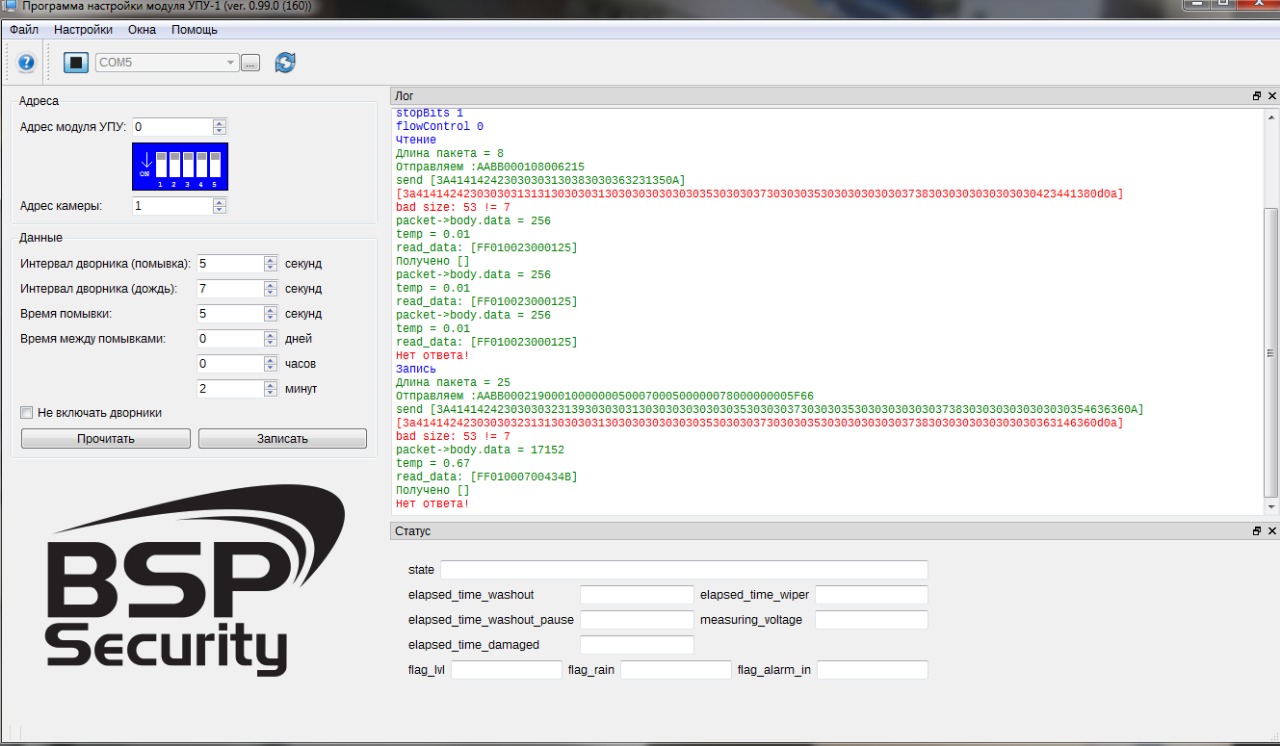 Программа настройки модуля УПУ-1 (ver. 0.99.0 (160))
Файл Настройки Окна Помощь
COM5 ...
Адреса
Адрес модуля УПУ: 0
ON 1 2 3 4 5
Адрес камеры: 1
Данные
Интервал дворника (помывка): 5 секунд
Интервал дворника (дождь): 7 секунд
Время помывки: 5 секунд
Время между помывками: 0 дней
0 часов
2 минут
Не включать дворники
Прочитать Записать
BSP
Security
Лог
stopBits 1
flowControl 0
Чтение
Длина пакета = 8
Отправляем :AABB000108006215
send [3A414142423030303130383030363231350A]
bad size: 53 != 7
packet->body.data = 256
temp = 0.01
read_data: [FF010023000125]
Получено []
packet->body.data = 256
temp = 0.01
read_data: [FF010023000125]
packet->body.data = 256
temp = 0.01
read_data: [FF010023000125]
Нет ответа!
Запись
Длина пакета = 25
Отправляем :AABB0002190001000000050007000500000078000000005F66
bad size: 53 != 7
packet->body.data = 17152
temp = 0.67
read_data: [FF01000700434B]
Получено []
Нет ответа!
Статус
state
elapsed_time_washout elapsed_time_wiper
elapsed_time_washout_pause measuring_voltage
elapsed_time_damaged
flag_lvl flag_rain flag_alarm_in